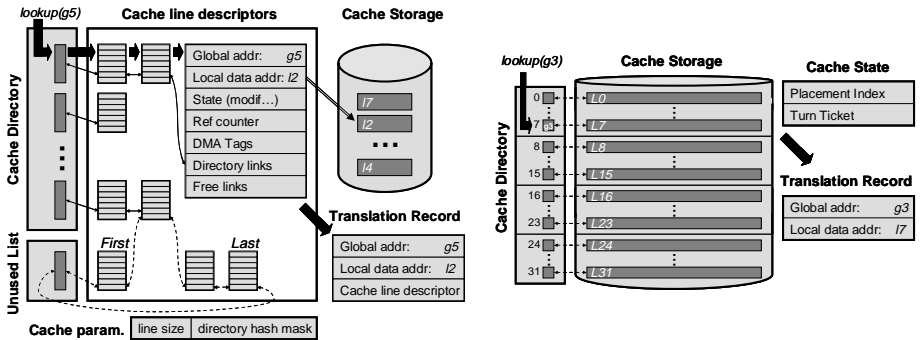 lookup(g5)
Cache line descriptors
Cache Storage
Cache Directory
Global addr: g5
Local data addr: l2
State (modif…)
Ref counter
DMA Tags
Directory links
Free links
l7
l2
...
l4
Unused List
First
Last
Translation Record
Global addr: g5
Local data addr: l2
Cache line descriptor
Cache param.
line size
directory hash mask
lookup(g3)
Cache Storage
Cache Directory
0
L0
7
g3
L7
8
L8
15
L15
16
L16
23
L23
24
L24
31
L31
Cache State
Placement Index
Turn Ticket
Translation Record
Global addr: g3
Local data addr: l7